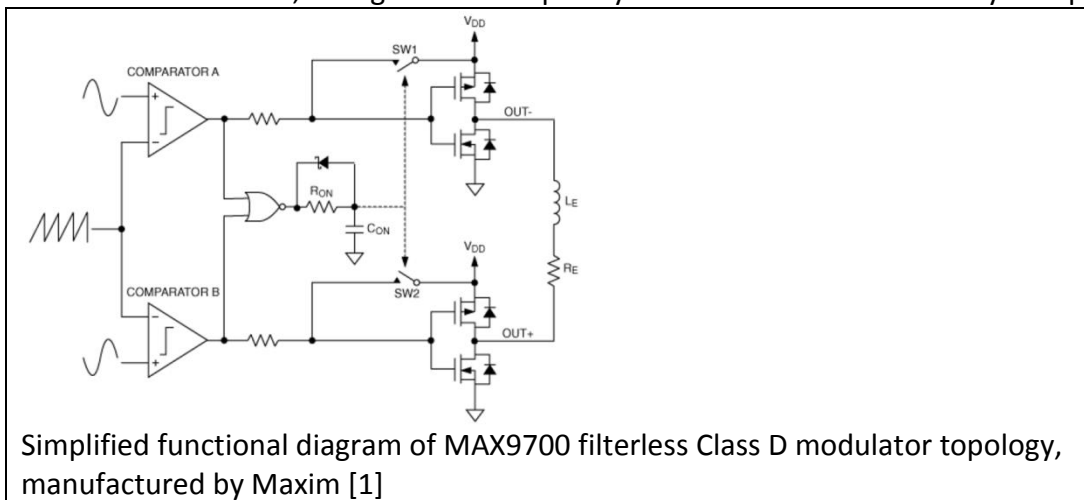 VDD
SW1
COMPARATOR A
OUT-
RON
LE
CON
VDD
RE
COMPARATOR B
SW2
OUT+
Simplified functional diagram of MAX9700 filterless Class D modulator topology,
manufactured by Maxim [1]